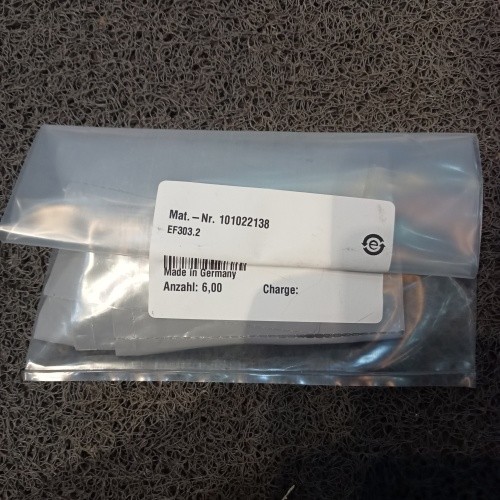 Mat.–Nr. 101022138
EF303.2
e
Made in Germany
Anzahl: 6,00 Charge: